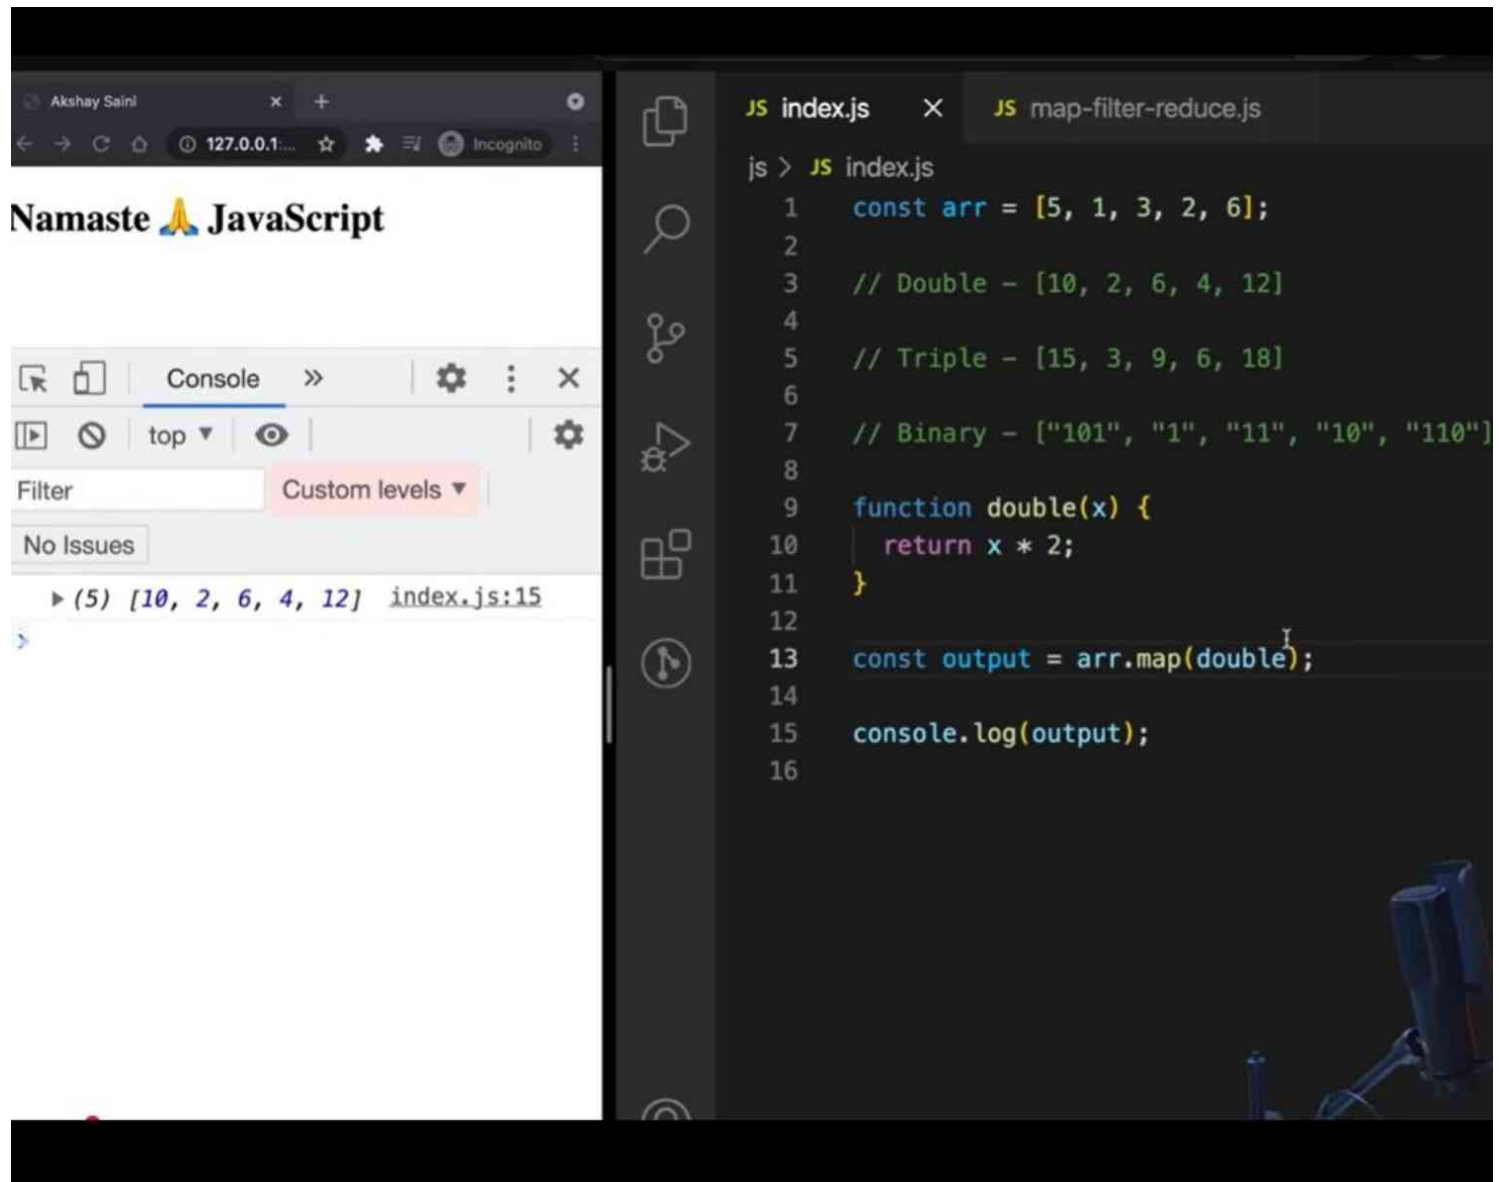 Akshay Saini
127.0.0.1:...
Incognito
Namaste 🙏 JavaScript
Console
top
Filter
Custom levels
No Issues
(5) [10, 2, 6, 4, 12] index.js:15
JS index.js
JS map-filter-reduce.js
js > JS index.js
1 const arr = [5, 1, 3, 2, 6];
2
3 // Double – [10, 2, 6, 4, 12]
4
5 // Triple – [15, 3, 9, 6, 18]
6
7 // Binary – ["101", "1", "11", "10", "110"]
8
9 function double(x) {
10 return x * 2;
11 }
12
13 const output = arr.map(double);
14
15 console.log(output);
16